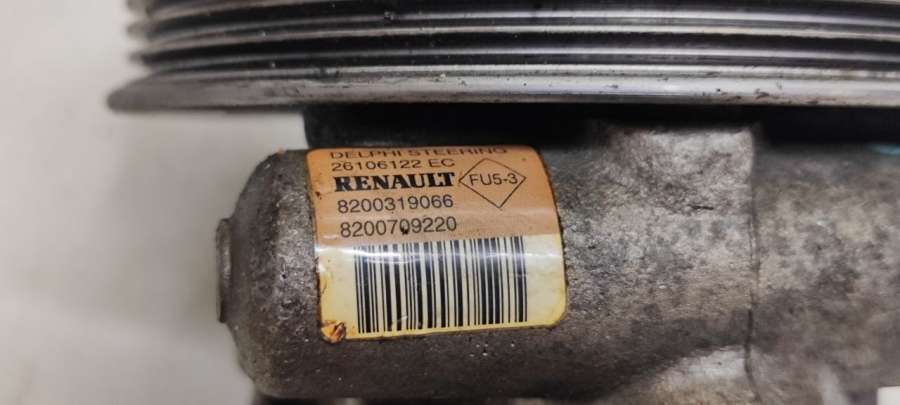 DELPHI STEERING
26106122 EC
RENAULT FU5-3
8200319066
8200709220